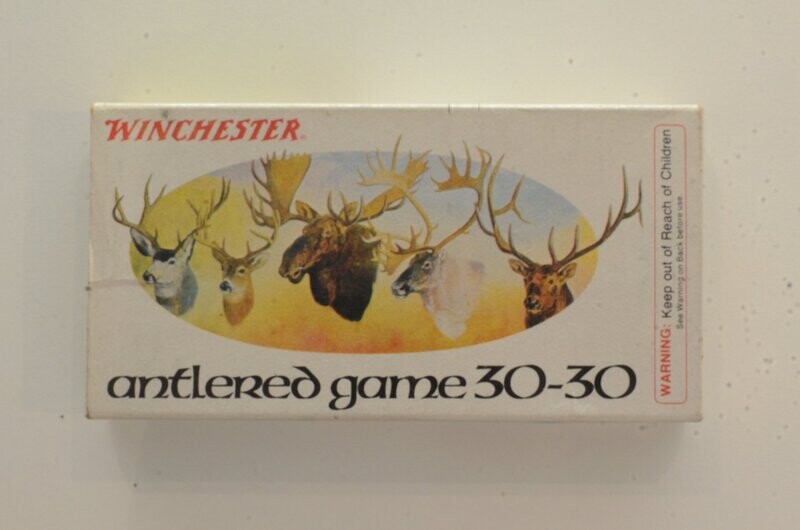 WINCHESTER®
antlered game 30-30
WARNING: Keep out of Reach of Children
See Warning on Back before use